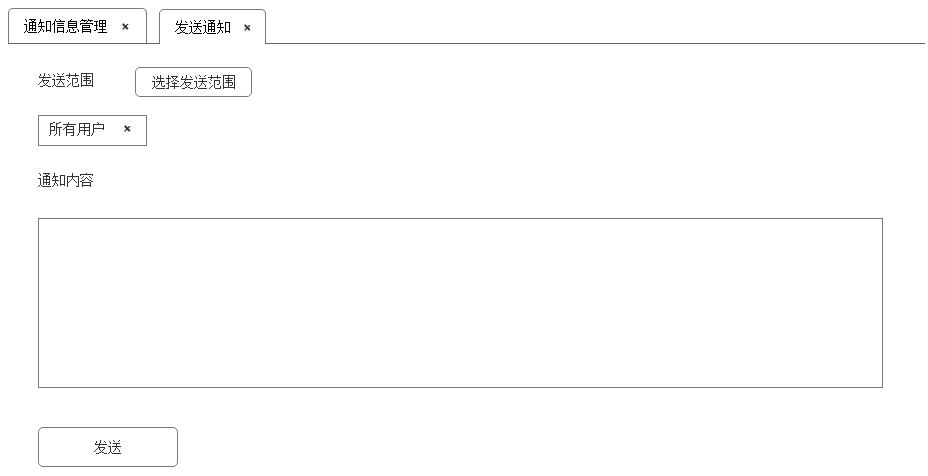 通知信息管理 × 发送通知 ×
发送范围 选择发送范围
所有用户 ×
通知内容
发送